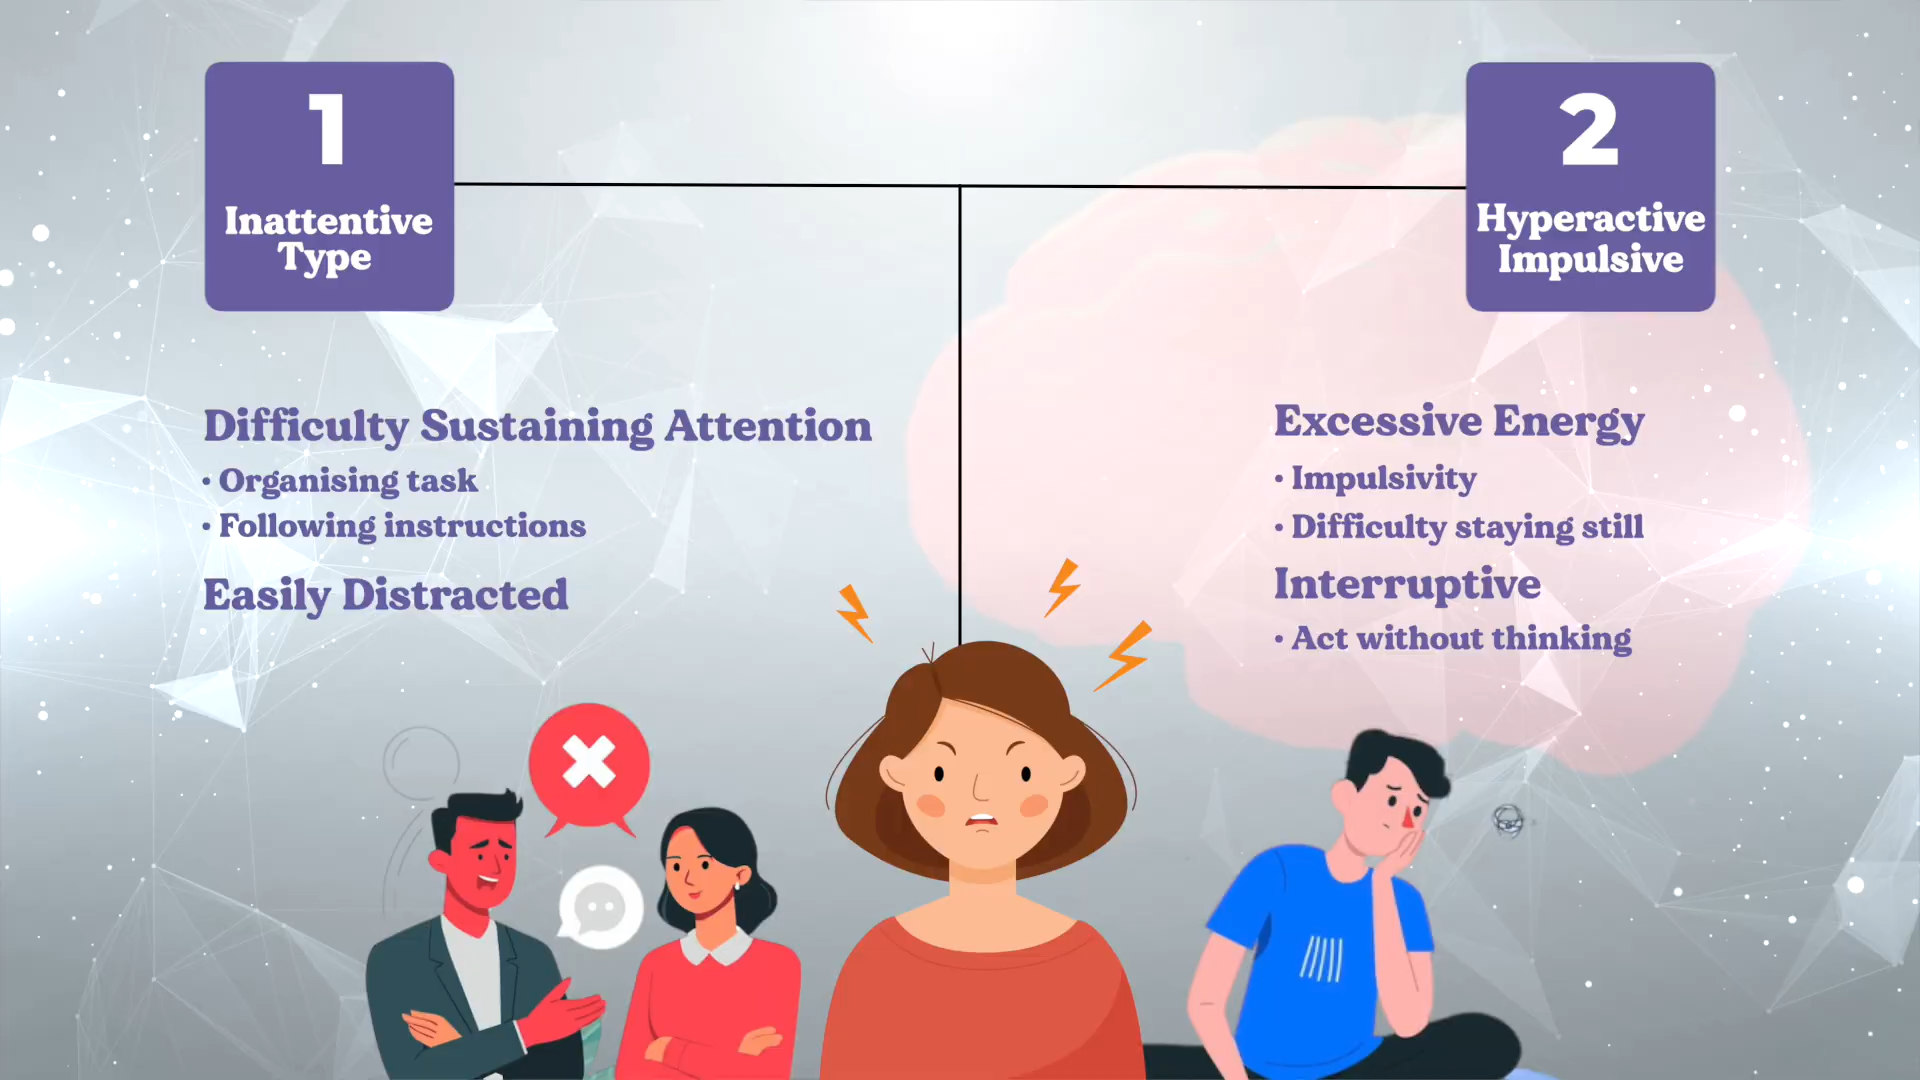 1
Inattentive
Type
Difficulty Sustaining Attention
• Organising task
• Following instructions
Easily Distracted
2
Hyperactive
Impulsive
Excessive Energy
• Impulsivity
• Difficulty staying still
Interruptive
• Act without thinking